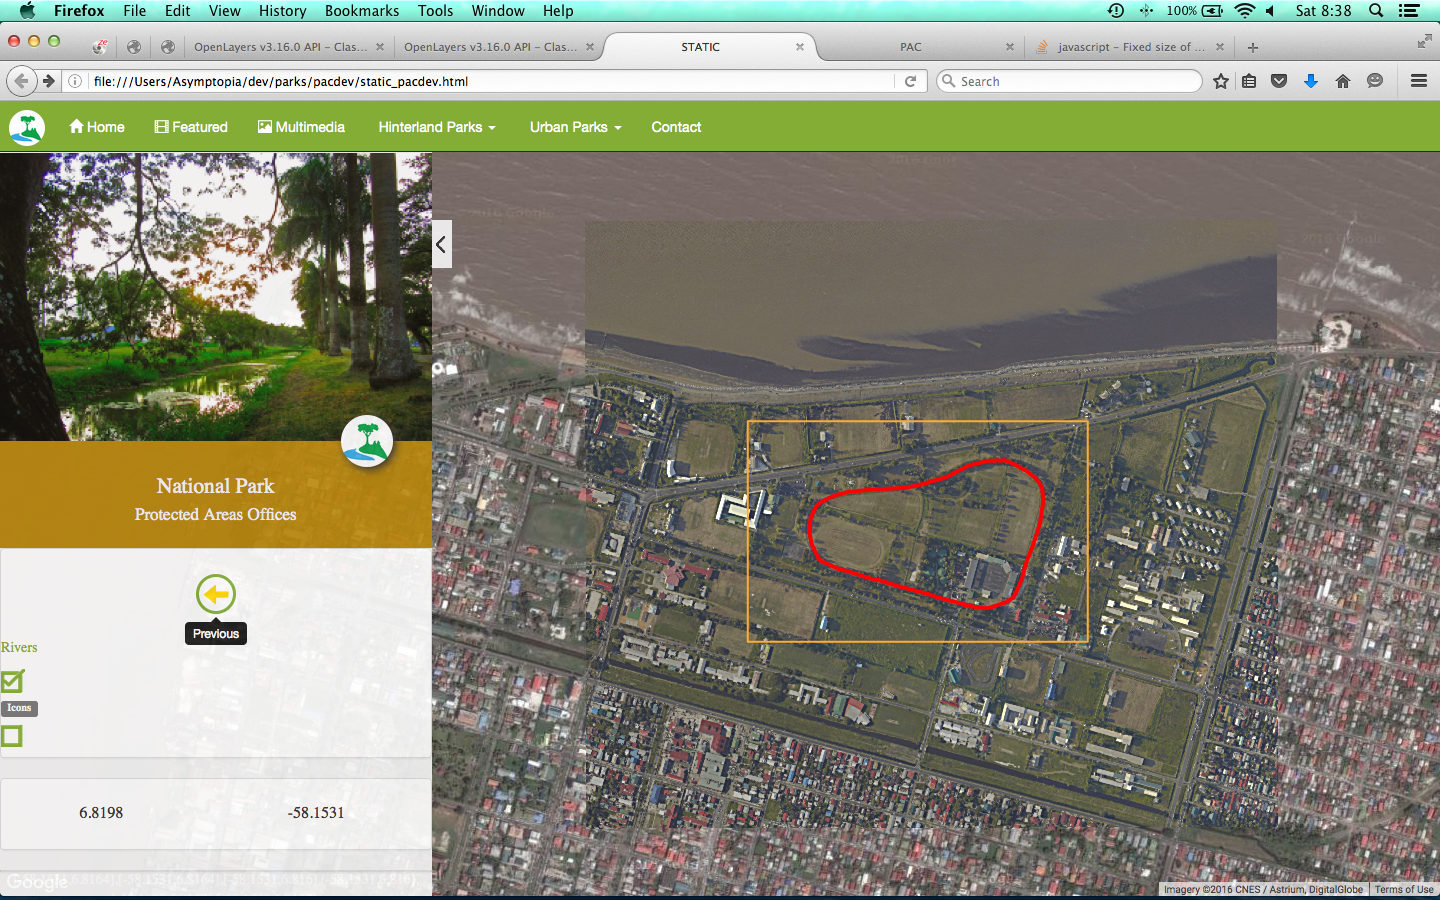 Firefox File Edit View History Bookmarks Tools Window Help 100% Sat 8:38
OpenLayers v3.16.0 API – Clas... OpenLayers v3.16.0 API – Clas... STATIC PAC javascript – Fixed size of ...
file:///Users/Asymptopia/dev/parks/pacdev/static_pacdev.html Search
Home Featured Multimedia Hinterland Parks Urban Parks Contact
National Park
Protected Areas Offices
Previous
Rivers
Icons
6.8198 -58.1531
Google
Imagery ©2016 CNES / Astrium, DigitalGlobe Terms of Use